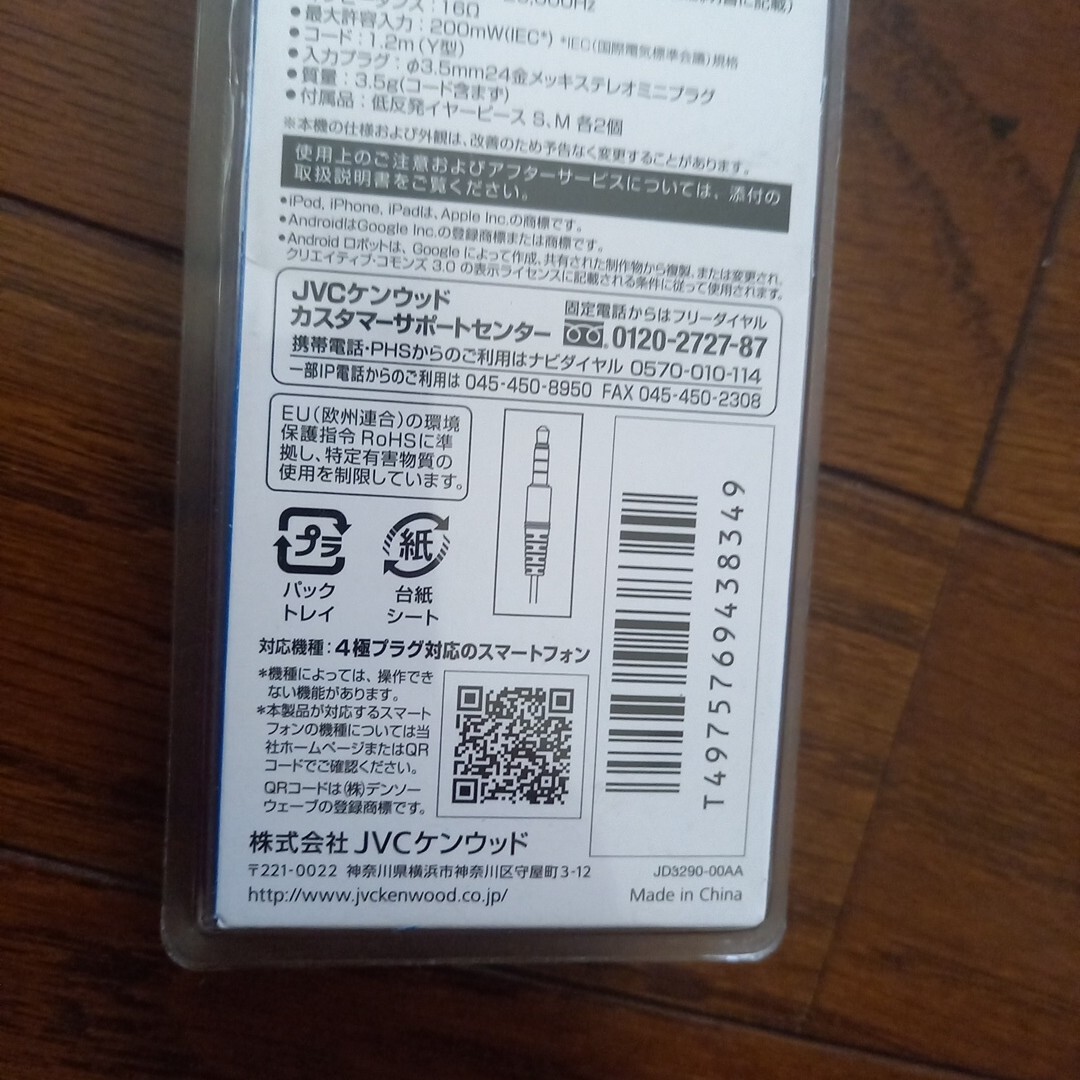 16Ω
●最大許容入力：200mW(IEC*) *IEC(国際電気標準会議)規格
●コード：1.2m(Y型)
●入力プラグ：φ3.5mm24金メッキステレオミニプラグ
●質量：3.5g(コード含まず)
●付属品：低反発イヤーピース S、M 各2個
※本機の仕様および外観は、改善のため予告なく変更することがあります。
使用上のご注意およびアフターサービスについては、添付の
取扱説明書をご覧ください。
●iPod, iPhone, iPadは、Apple Inc.の商標です。
●AndroidはGoogle Inc.の登録商標または商標です。
●Android ロボットは、Google によって作成、共有された制作物から複製、または変更され、
クリエイティブ・コモンズ 3.0 の表示ライセンスに記載される条件に従って使用されます。
JVCケンウッド
カスタマーサポートセンター
固定電話からはフリーダイヤル
0120-2727-87
携帯電話・PHSからのご利用はナビダイヤル 0570-010-114
一部IP電話からのご利用は 045-450-8950 FAX 045-450-2308
EU(欧州連合)の環境
保護指令 RoHSに準
拠し、特定有害物質の
使用を制限しています。
プラ
パック
トレイ
紙
台紙
シート
対応機種：4極プラグ対応のスマートフォン
*機種によっては、操作でき
ない機能があります。
*本製品が対応するスマート
フォンの機種については当
社ホームページまたはQR
コードでご確認ください。
QRコードは(株)デンソー
ウェーブの登録商標です。
T4975769438349
株式会社 JVCケンウッド
〒221-0022 神奈川県横浜市神奈川区守屋町3-12
http://www.jvckenwood.co.jp/
JD3290-00AA
Made in China